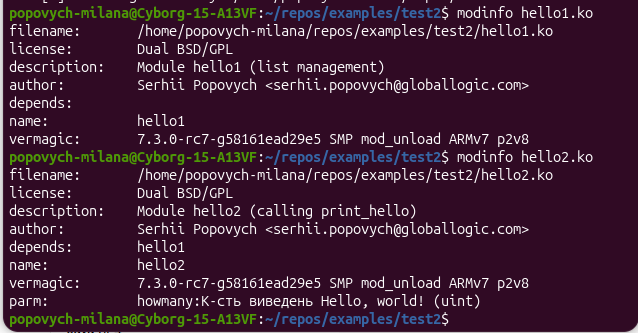 popovych-milana@Cyborg-15-A13VF:~/repos/examples/test2$ modinfo hello1.ko
filename:       /home/popovych-milana/repos/examples/test2/hello1.ko
license:        Dual BSD/GPL
description:    Module hello1 (list management)
author:         Serhii Popovych <serhii.popovych@globallogic.com>
depends:
name:           hello1
vermagic:       7.3.0-rc7-g58161ead29e5 SMP mod_unload ARMv7 p2v8
popovych-milana@Cyborg-15-A13VF:~/repos/examples/test2$ modinfo hello2.ko
filename:       /home/popovych-milana/repos/examples/test2/hello2.ko
license:        Dual BSD/GPL
description:    Module hello2 (calling print_hello)
author:         Serhii Popovych <serhii.popovych@globallogic.com>
depends:        hello1
name:           hello2
vermagic:       7.3.0-rc7-g58161ead29e5 SMP mod_unload ARMv7 p2v8
parm:           howmany:К-сть виведень Hello, world! (uint)
popovych-milana@Cyborg-15-A13VF:~/repos/examples/test2$